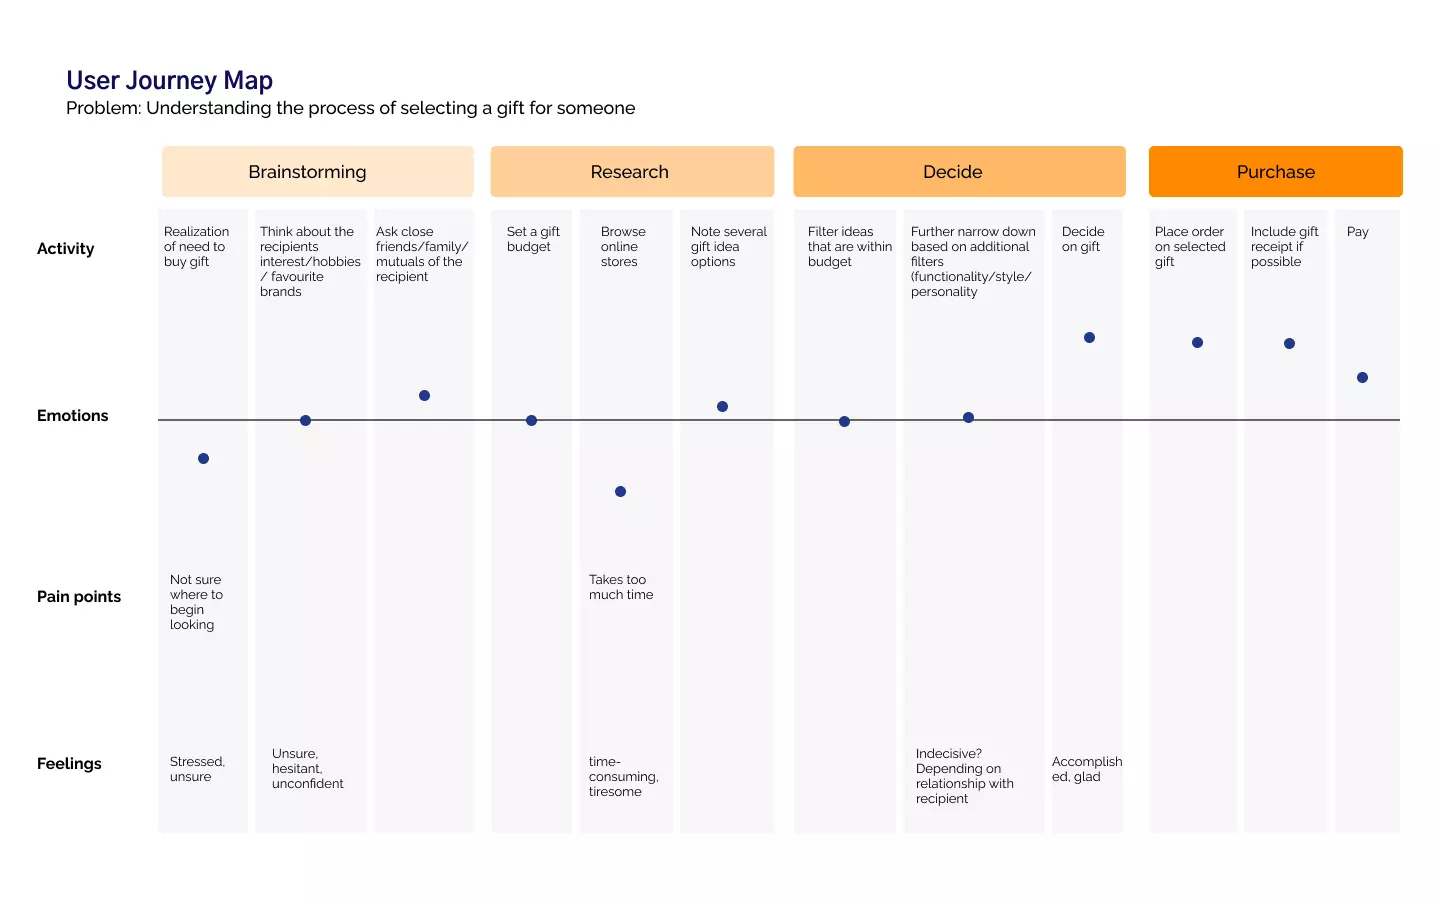 User Journey Map
Problem: Understanding the process of selecting a gift for someone
Brainstorming
Research
Decide
Purchase
Activity
Realization
of need to
buy gift
Think about the
recipients
interest/hobbies
/ favourite
brands
Ask close
friends/family/
mutuals of the
recipient
Set a gift
budget
Browse
online
stores
Note several
gift idea
options
Filter ideas
that are within
budget
Further narrow down
based on additional
filters
(functionality/style/
personality
Decide
on gift
Place order
on selected
gift
Include gift
receipt if
possible
Pay
Emotions
Pain points
Not sure
where to
begin
looking
Takes too
much time
Feelings
Stressed,
unsure
Unsure,
hesitant,
unconfident
time-
consuming,
tiresome
Indecisive?
Depending on
relationship with
recipient
Accomplish
ed, glad